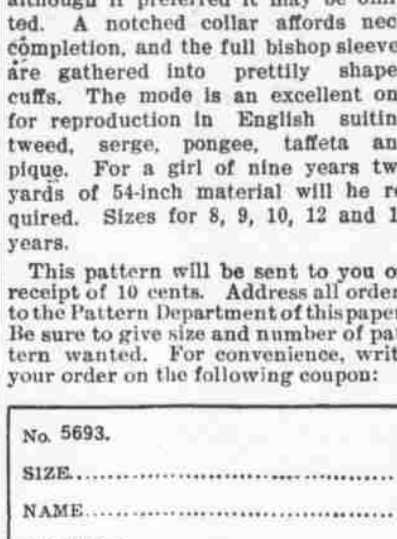 although if preferred it may be omit
ted. A notched collar affords nec
completion, and the full bishop sleeve
are gathered into prettily shape
cuffs. The mode is an excellent on
for reproduction in English suitin
tweed, serge, pongee, taffeta an
pique. For a girl of nine years tw
yards of 54-inch material will he re
quired. Sizes for 8, 9, 10, 12 and 1
years.
This pattern will be sent to you o
receipt of 10 cents. Address all order
to the Pattern Department of this paper
Be sure to give size and number of pat
tern wanted. For convenience, writ
your order on the following coupon:
No. 5693.
SIZE
NAME